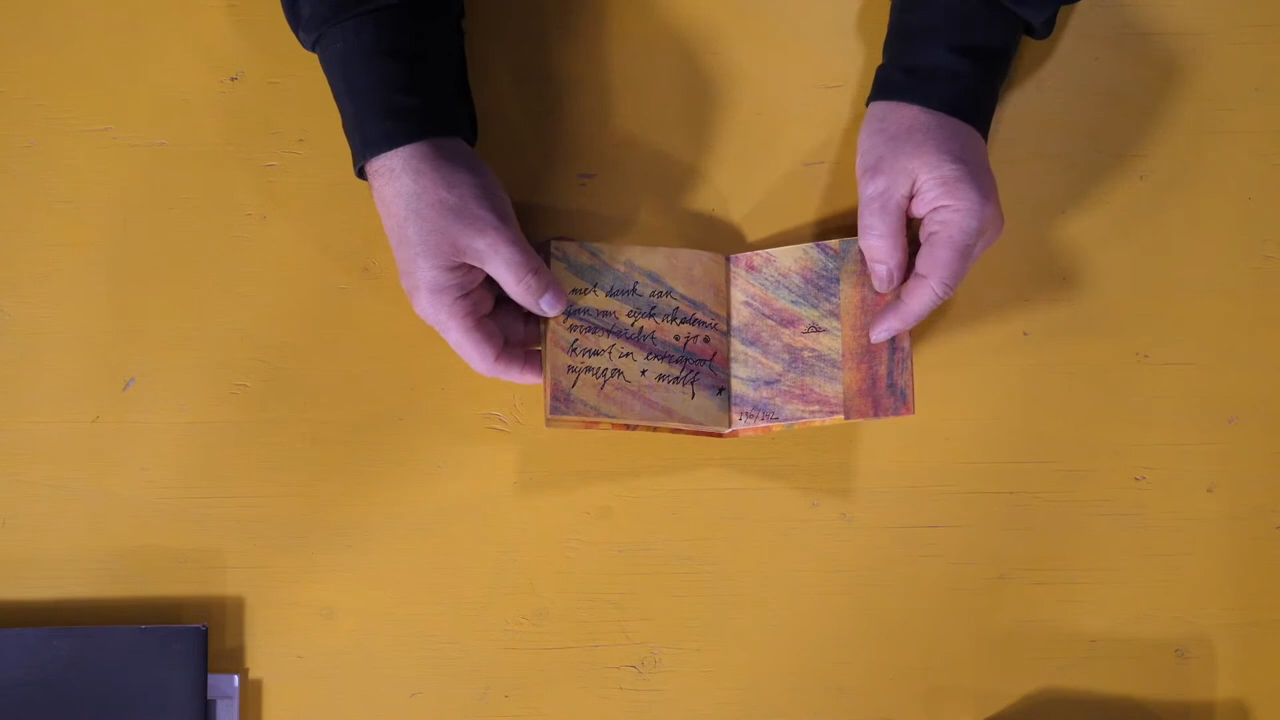 met dank aan
jan van eyck akademie
maastricht @ jo @
kunst in extrapool
nijmegen * malf *
136/142